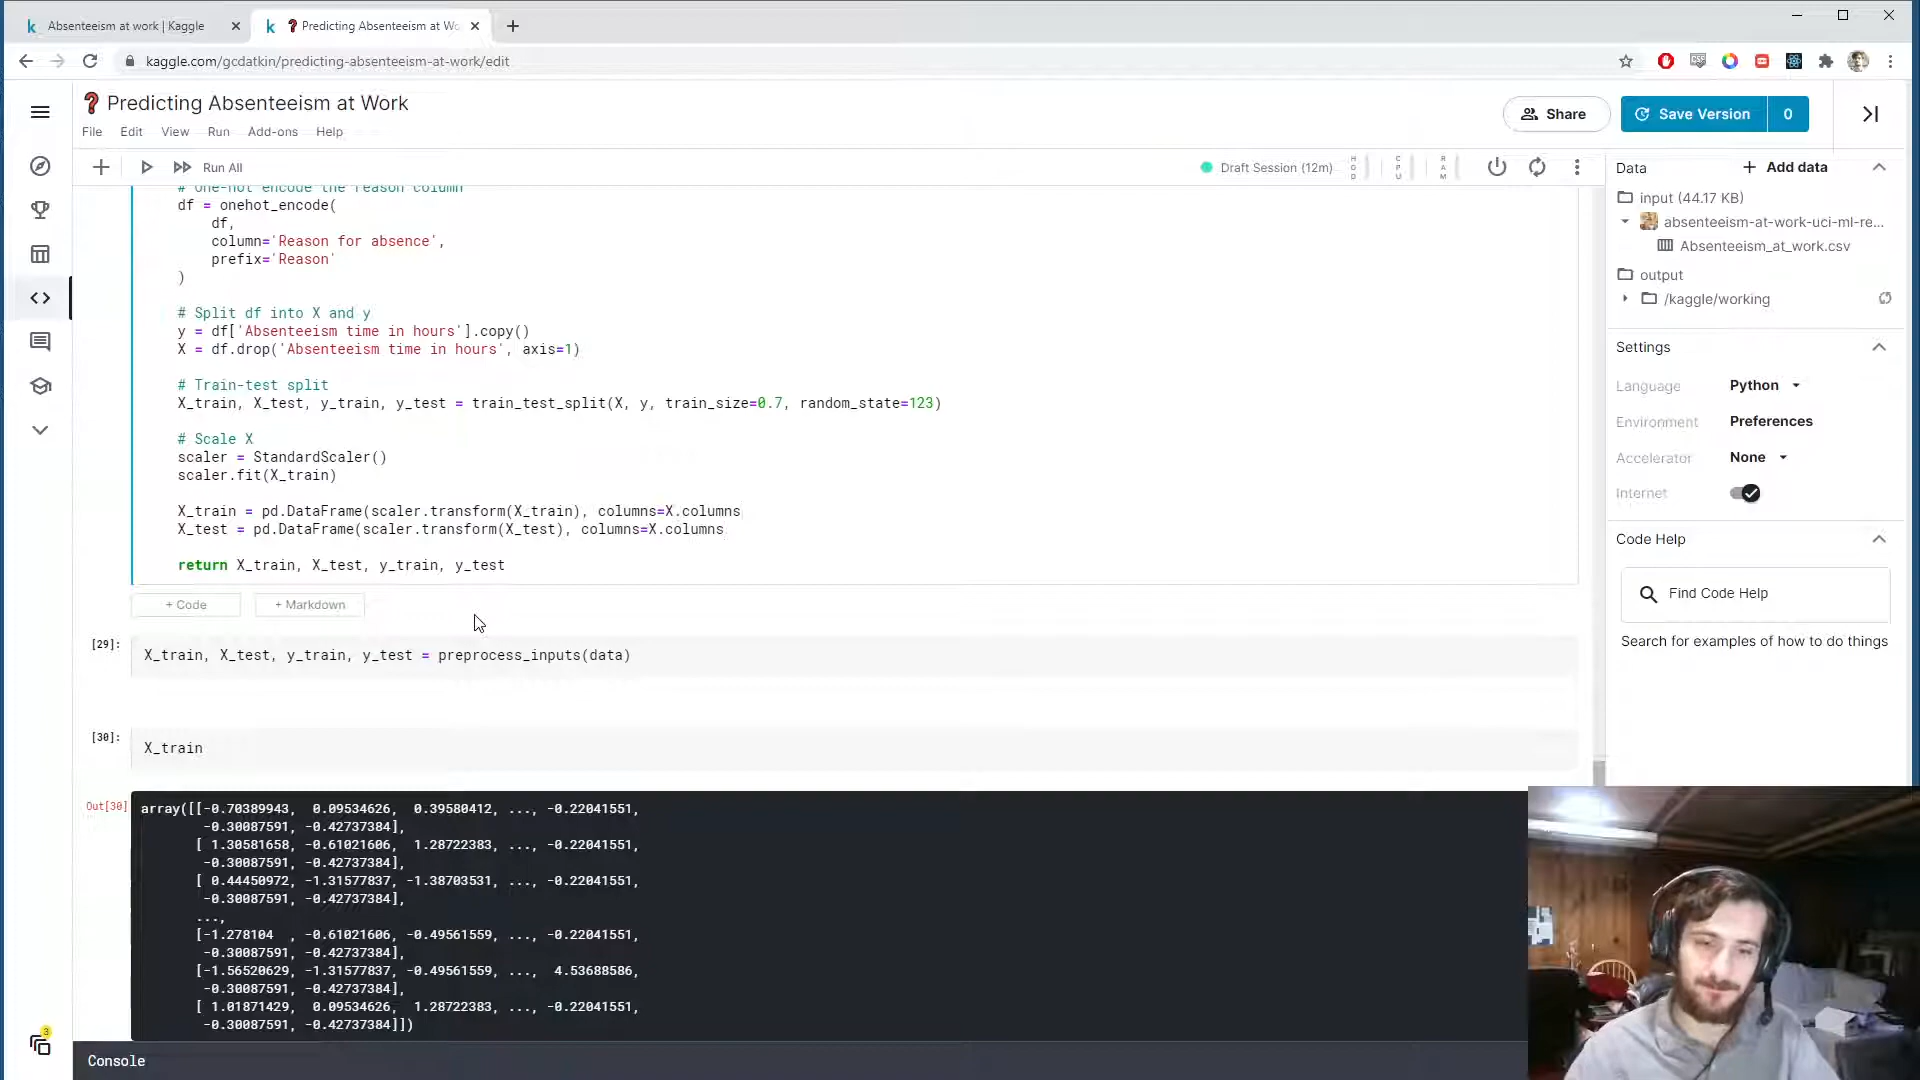 Absenteeism at work | Kaggle
Predicting Absenteeism at Wo
kaggle.com/gcdatkin/predicting-absenteeism-at-work/edit
Predicting Absenteeism at Work
File Edit View Run Add-ons Help
Share
Save Version 0
Run All
Draft Session (12m)
HDD
CPU
RAM
# One-hot encode the reason column
df = onehot_encode(
df,
column='Reason for absence',
prefix='Reason'
)
# Split df into X and y
y = df['Absenteeism time in hours'].copy()
X = df.drop('Absenteeism time in hours', axis=1)
# Train-test split
X_train, X_test, y_train, y_test = train_test_split(X, y, train_size=0.7, random_state=123)
# Scale X
scaler = StandardScaler()
scaler.fit(X_train)
X_train = pd.DataFrame(scaler.transform(X_train), columns=X.columns
X_test = pd.DataFrame(scaler.transform(X_test), columns=X.columns
return X_train, X_test, y_train, y_test
+ Code
+ Markdown
[29]:
X_train, X_test, y_train, y_test = preprocess_inputs(data)
[30]:
X_train
Out[30]
array([[-0.70389943, 0.09534626, 0.39580412, ..., -0.22041551,
-0.30087591, -0.42737384],
[ 1.30581658, -0.61021606, 1.28722383, ..., -0.22041551,
-0.30087591, -0.42737384],
[ 0.44450972, -1.31577837, -1.38703531, ..., -0.22041551,
-0.30087591, -0.42737384],
...,
[-1.278104 , -0.61021606, -0.49561559, ..., -0.22041551,
-0.30087591, -0.42737384],
[-1.56520629, -1.31577837, -0.49561559, ..., 4.53688586,
-0.30087591, -0.42737384],
[ 1.01871429, 0.09534626, 1.28722383, ..., -0.22041551,
-0.30087591, -0.42737384]])
Console
3
Data
+ Add data
input (44.17 KB)
absenteeism-at-work-uci-ml-re...
Absenteeism_at_work.csv
output
/kaggle/working
Settings
Language Python
Environment Preferences
Accelerator None
Internet
Code Help
Find Code Help
Search for examples of how to do things